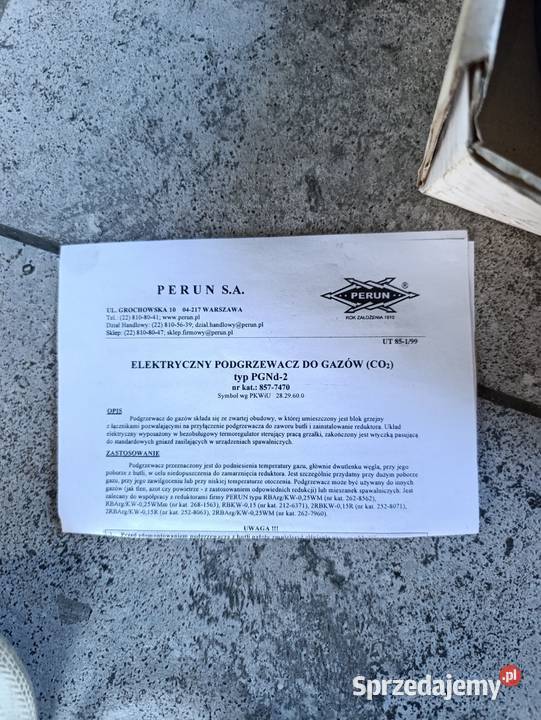 PERUN S.A.
UL. GROCHOWSKA 10 04-217 WARSZAWA
Tel.: (22) 810-80-41; www.perun.pl
Dział Handlowy: (22) 810-56-39; dzial.handlowy@perun.pl
Sklep: (22) 810-80-47; sklep.firmowy@perun.pl
PERUN ®
ROK ZAŁOŻENIA 1910
UT 85-1/99
ELEKTRYCZNY PODGRZEWACZ DO GAZÓW (CO₂)
typ PGNd-2
nr kat.: 857-7470
Symbol wg PKWiU 28.29.60.0
OPIS
Podgrzewacz do gazów składa się ze zwartej obudowy, w której umieszczony jest blok grzejny
z łącznikami pozwalającymi na przyłączenie podgrzewacza do zaworu butli i zainstalowanie reduktora. Układ
elektryczny wyposażony w bezobsługowy termoregulator sterujący pracą grzałki, zakończony jest wtyczką pasującą
do standardowych gniazd zasilających w urządzeniach spawalniczych.
ZASTOSOWANIE
Podgrzewacz przeznaczony jest do podniesienia temperatury gazu, głównie dwutlenku węgla, przy jego
poborze z butli, w celu niedopuszczenia do zamarznięcia reduktora. Jest szczególnie przydatny przy dużym poborze
gazu, przy jego zawilgoceniu lub przy niskiej temperaturze otoczenia. Podgrzewacz może być używany do innych
gazów (jak tlen, azot czy powietrze - z zastosowaniem odpowiednich redukcji) lub mieszanek spawalniczych. Jest
zalecany do współpracy z reduktorami firmy PERUN typu RBArg/KW-0,25WM (nr kat. 262-8562),
RBArg/KW-0,25WMm (nr kat. 268-1563), RBKW-0,15 (nr kat. 212-6371), 2RBKW-0,15R (nr kat. 252-8071),
2RBArg/KW-0,15R (nr kat. 252-8063), 2RBArg/KW-0,25WM (nr kat. 262-7960).
UWAGA !!!
Sprzedajemy.pl